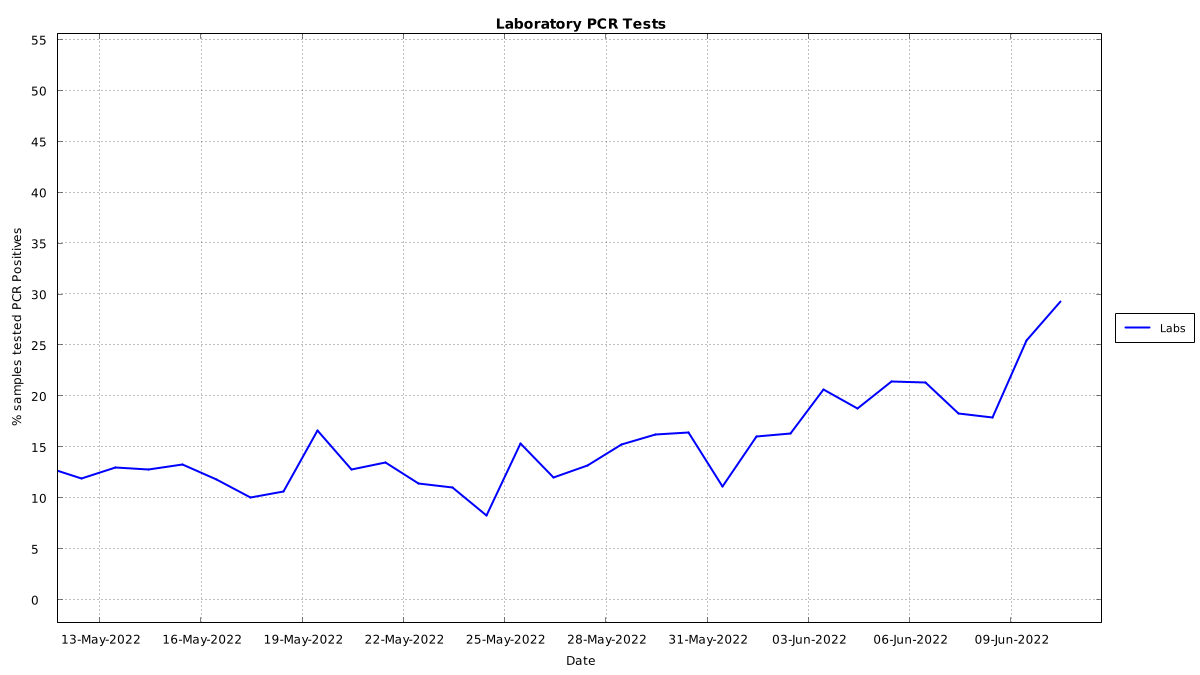 Laboratory PCR Tests
55
50
45
40
35
30
25
20
15
10
5
0
% samples tested PCR Positives
13-May-2022 16-May-2022 19-May-2022 22-May-2022 25-May-2022 28-May-2022 31-May-2022 03-Jun-2022 06-Jun-2022 09-Jun-2022
Date
Labs